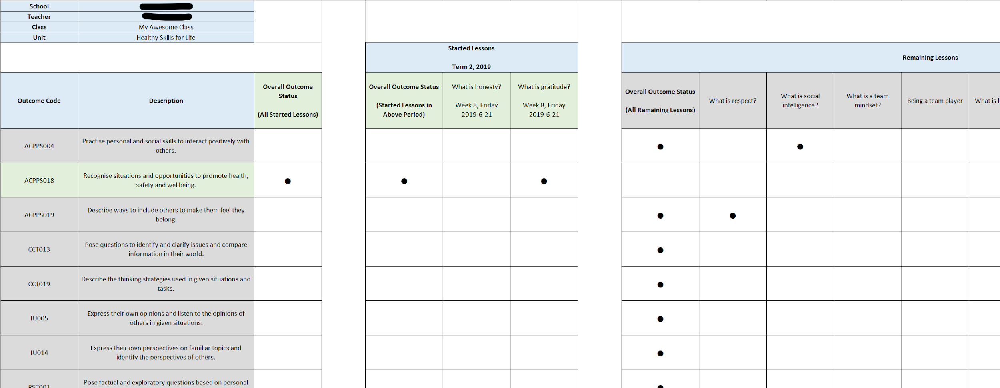 School
Teacher
Class My Awesome Class
Unit Healthy Skills for Life
Started Lessons
Term 2, 2019
Remaining Lessons
Outcome Code
Description
Overall Outcome
Status
(All Started Lessons)
Overall Outcome Status
(Started Lessons in
Above Period)
What is honesty?
Week 8, Friday
2019-6-21
What is gratitude?
Week 8, Friday
2019-6-21
Overall Outcome Status
(All Remaining Lessons)
What is respect?
What is social
intelligence?
What is a team
mindset?
Being a team player
What is
ACPPS004
Practise personal and social skills to interact positively with
others.
ACPPS018
Recognise situations and opportunities to promote health,
safety and wellbeing.
ACPPS019
Describe ways to include others to make them feel they
belong.
CCT013
Pose questions to identify and clarify issues and compare
information in their world.
CCT019
Describe the thinking strategies used in given situations and
tasks.
IU005
Express their own opinions and listen to the opinions of
others in given situations.
IU014
Express their own perspectives on familiar topics and
identify the perspectives of others.
PSC001
Pose factual and exploratory questions based on personal